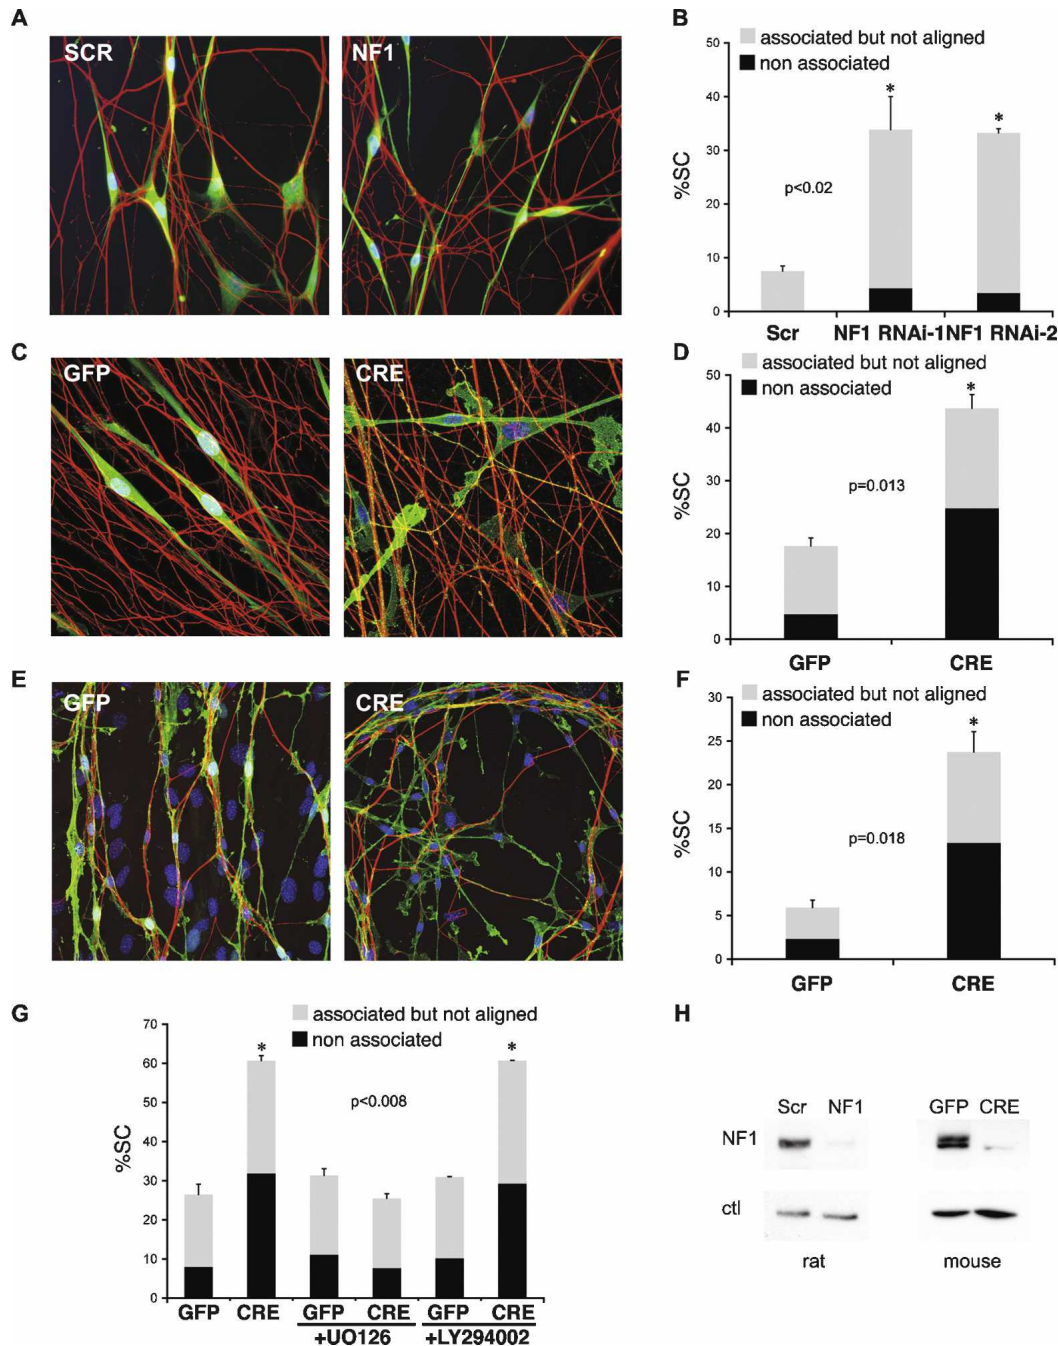 A
SCR
NF1
B
associated but not aligned
non associated
50
40
30
20
10
0
%SC
*
*
p<0.02
Scr
NF1 RNAi-1
NF1 RNAi-2
C
GFP
CRE
D
associated but not aligned
non associated
50
40
30
20
10
0
%SC
*
p=0.013
GFP
CRE
E
GFP
CRE
F
associated but not aligned
non associated
30
25
20
15
10
5
0
%SC
*
p=0.018
GFP
CRE
G
associated but not aligned
non associated
70
60
50
40
30
20
10
0
%SC
*
*
p<0.008
GFP
CRE
GFP
CRE
GFP
CRE
+UO126
+LY294002
H
Scr
NF1
GFP
CRE
NF1
ctl
rat
mouse